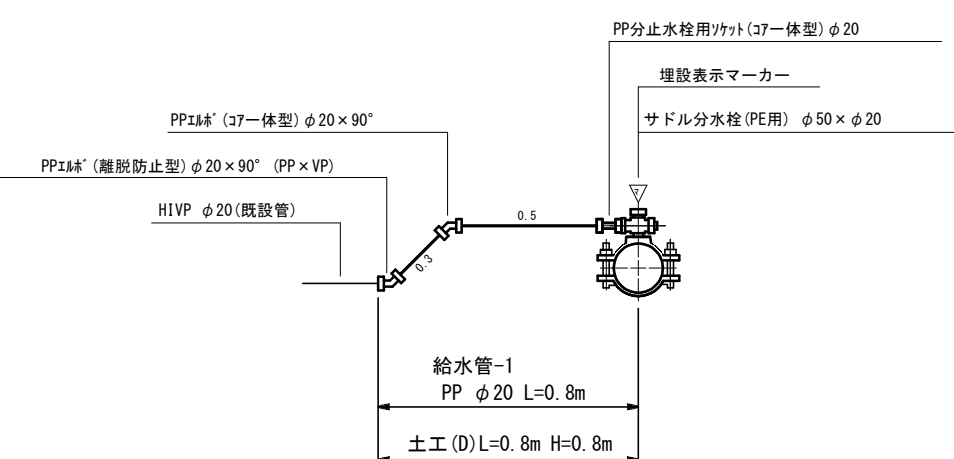 PP分止水栓用ｿｹｯﾄ(ｺｱ一体型)φ20
埋設表示マーカー
PPｴﾙﾎﾞ(ｺｱ一体型)φ20×90°
サドル分水栓(PE用) φ50×φ20
PPｴﾙﾎﾞ(離脱防止型)φ20×90° (PP×VP)
HIVP φ20(既設管)
0.5
0.3
給水管-1
PP φ20 L=0.8m
土工(D)L=0.8m H=0.8m